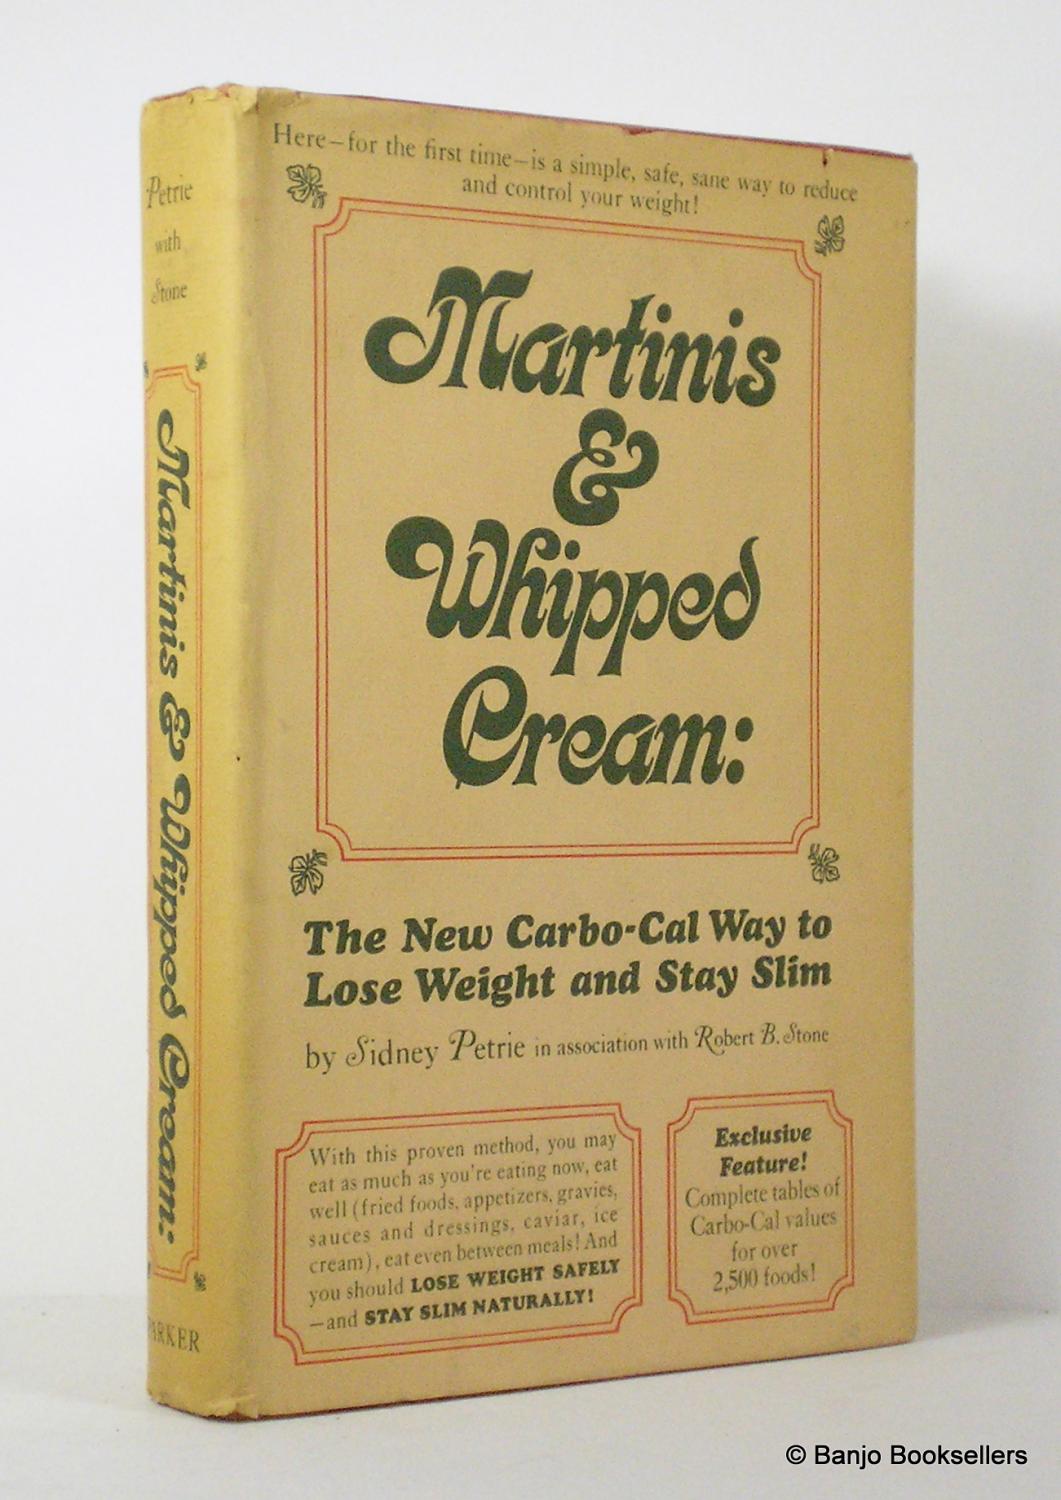 Petrie
with
Stone
Martinis & Whipped Cream:
PARKER
Here—for the first time—is a simple, safe, sane way to reduce
and control your weight!
Martinis
&
Whipped
Cream:
The New Carbo-Cal Way to
Lose Weight and Stay Slim
by Sidney Petrie in association with Robert B. Stone
With this proven method, you may
eat as much as you're eating now, eat
well (fried foods, appetizers, gravies,
sauces and dressings, caviar, ice
cream), eat even between meals! And
you should LOSE WEIGHT SAFELY
—and STAY SLIM NATURALLY!
Exclusive
Feature!
Complete tables of
Carbo-Cal values
for over
2,500 foods!
© Banjo Booksellers